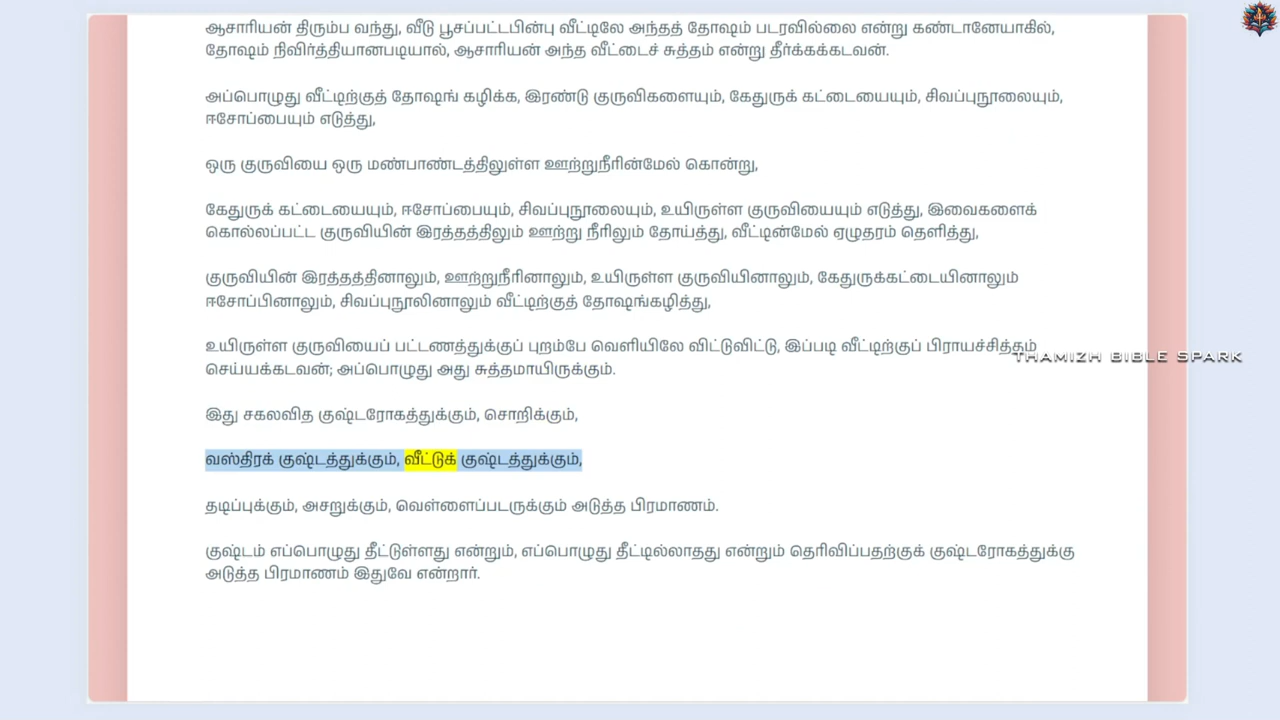 ஆசாரியன் திரும்ப வந்து, வீடு பூசப்பட்டபின்பு வீட்டிலே அந்தத் தோஷம் படரவில்லை என்று கண்டானேயாகில்,
தோஷம் நிவிர்த்தியானபடியால், ஆசாரியன் அந்த வீட்டைச் சுத்தம் என்று தீர்க்கக்கடவன்.
அப்பொழுது வீட்டிற்குத் தோஷங் கழிக்க, இரண்டு குருவிகளையும், கேதுருக் கட்டையையும், சிவப்புநூலையும்,
ஈசோப்பையும் எடுத்து,
ஒரு குருவியை ஒரு மண்பாண்டத்திலுள்ள ஊற்றுநீரின்மேல் கொன்று,
கேதுருக் கட்டையையும், ஈசோப்பையும், சிவப்புநூலையும், உயிருள்ள குருவியையும் எடுத்து, இவைகளைக்
கொல்லப்பட்ட குருவியின் இரத்தத்திலும் ஊற்று நீரிலும் தோய்த்து, வீட்டின்மேல் ஏழுதரம் தெளித்து,
குருவியின் இரத்தத்தினாலும், ஊற்றுநீரினாலும், உயிருள்ள குருவியினாலும், கேதுருக்கட்டையினாலும்
ஈசோப்பினாலும், சிவப்புநூலினாலும் வீட்டிற்குத் தோஷங்கழித்து,
உயிருள்ள குருவியைப் பட்டணத்துக்குப் புறம்பே வெளியிலே விட்டுவிட்டு, இப்படி வீட்டிற்குப் பிராயச்சித்தம்
THAMIZH BIBLE SPARK
செய்யக்கடவன்; அப்பொழுது அது சுத்தமாயிருக்கும்.
இது சகலவித குஷ்டரோகத்துக்கும், சொறிக்கும்,
வஸ்திரக் குஷ்டத்துக்கும், வீட்டுக் குஷ்டத்துக்கும்,
தடிப்புக்கும், அசறுக்கும், வெள்ளைப்படருக்கும் அடுத்த பிரமாணம்.
குஷ்டம் எப்பொழுது தீட்டுள்ளது என்றும், எப்பொழுது தீட்டில்லாதது என்றும் தெரிவிப்பதற்குக் குஷ்டரோகத்துக்கு
அடுத்த பிரமாணம் இதுவே என்றார்.